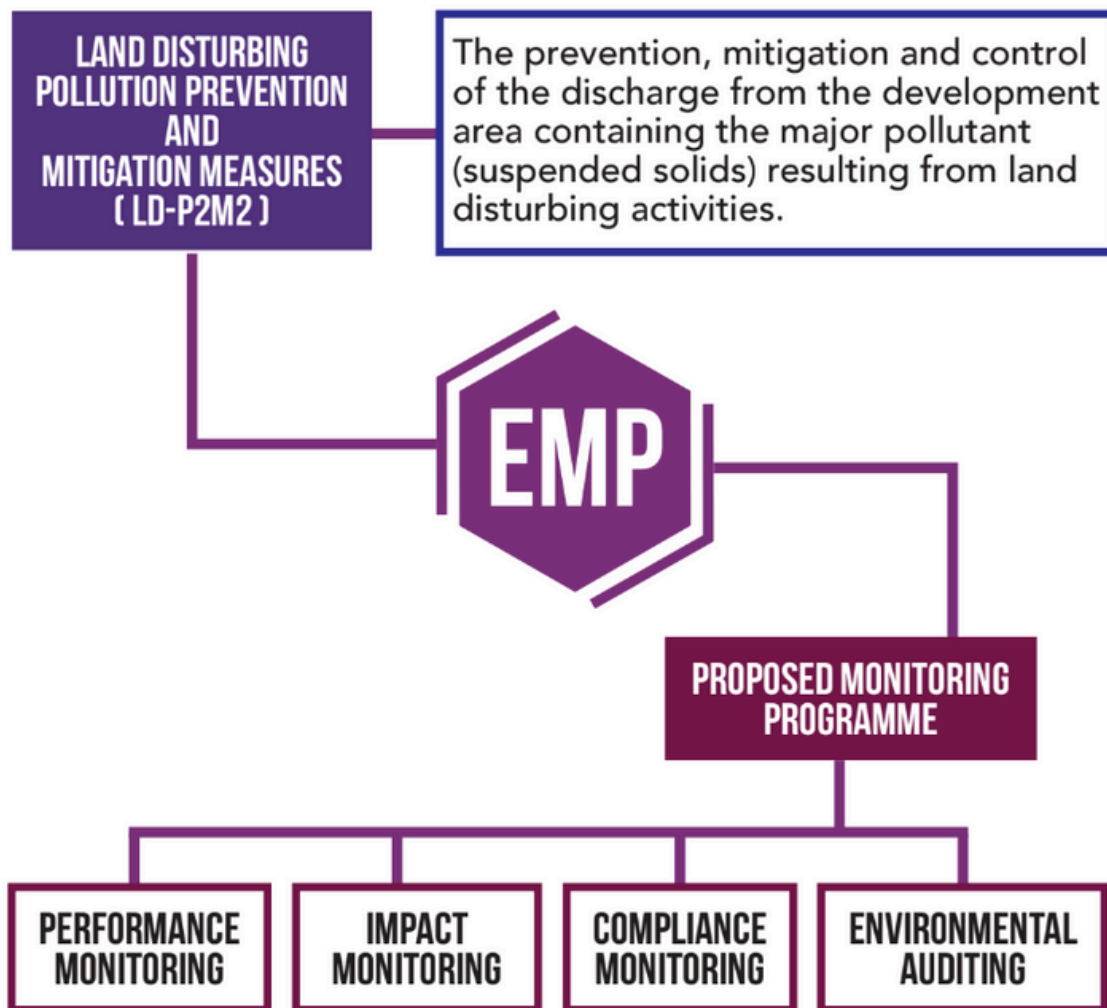 LAND DISTURBING
POLLUTION PREVENTION
AND
MITIGATION MEASURES
( LD-P2M2 )
The prevention, mitigation and control
of the discharge from the development
area containing the major pollutant
(suspended solids) resulting from land
disturbing activities.
EMP
PROPOSED MONITORING
PROGRAMME
PERFORMANCE
MONITORING
IMPACT
MONITORING
COMPLIANCE
MONITORING
ENVIRONMENTAL
AUDITING